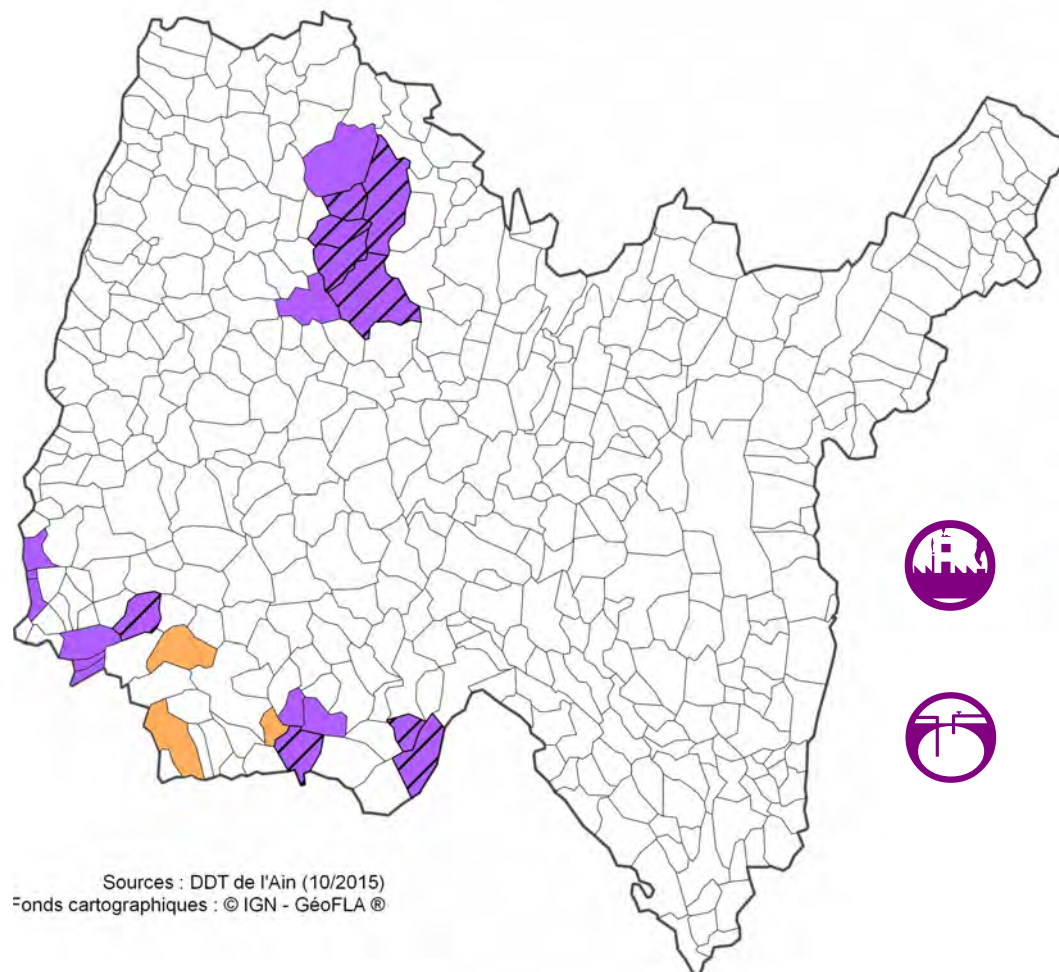 Sources : DDT de l'Ain (10/2015)
Fonds cartographiques : © IGN - GéoFLA ®